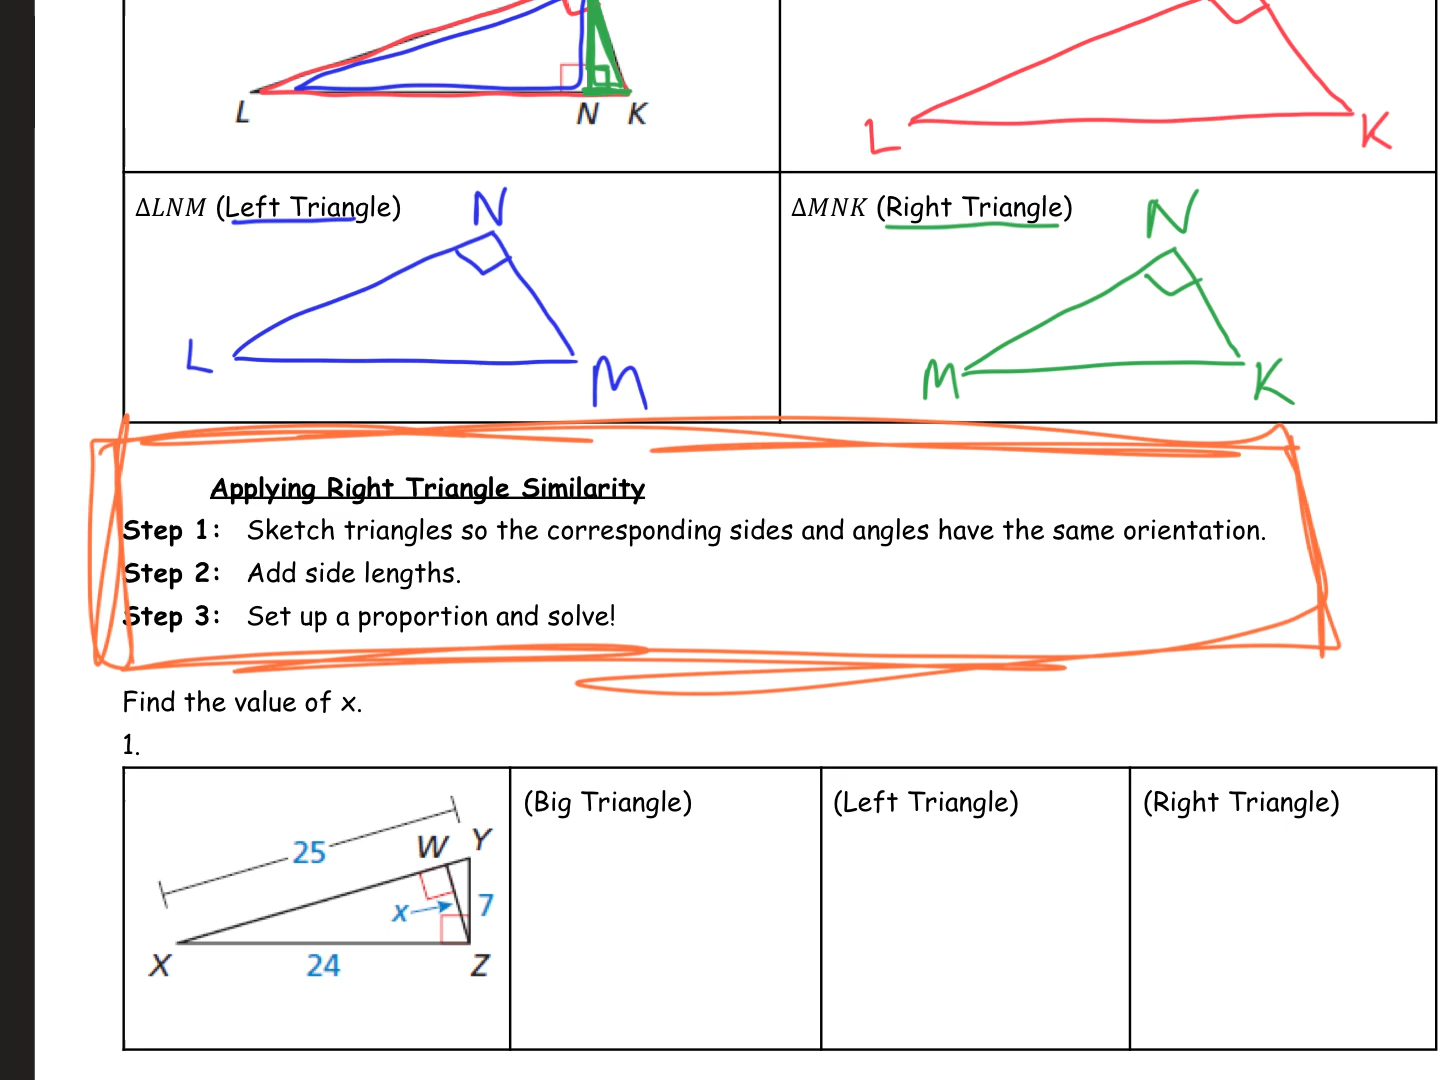 L N K
L K
ΔLNM (Left Triangle) N
L M
ΔMNK (Right Triangle) N
M K
Applying Right Triangle Similarity
Step 1: Sketch triangles so the corresponding sides and angles have the same orientation.
Step 2: Add side lengths.
Step 3: Set up a proportion and solve!
Find the value of x.
1.
25 W Y
x 7
X 24 Z
(Big Triangle)
(Left Triangle)
(Right Triangle)